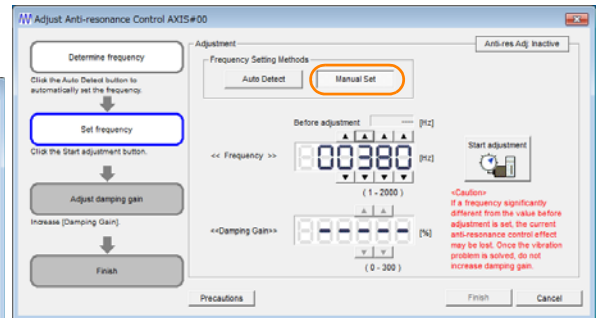 Adjust Anti-resonance Control AXIS#00
Determine frequency
Click the Auto Detect button to
automatically set the frequency.
Set frequency
Click the Start adjustment button.
Adjust damping gain
Increase [Damping Gain].
Finish
Adjustment
Anti-res Adj: Inactive
Frequency Setting Methods
Auto Detect
Manual Set
Before adjustment --- [Hz]
<< Frequency >> 00380 [Hz]
(1 - 2000 )
<<Damping Gain>> ----- [%]
( 0 - 300 )
Start adjustment
<Caution>
If a frequency significantly
different from the value before
adjustment is set, the current
anti-resonance control effect
may be lost. Once the vibration
problem is solved, do not
increase damping gain.
Precautions
Finish
Cancel